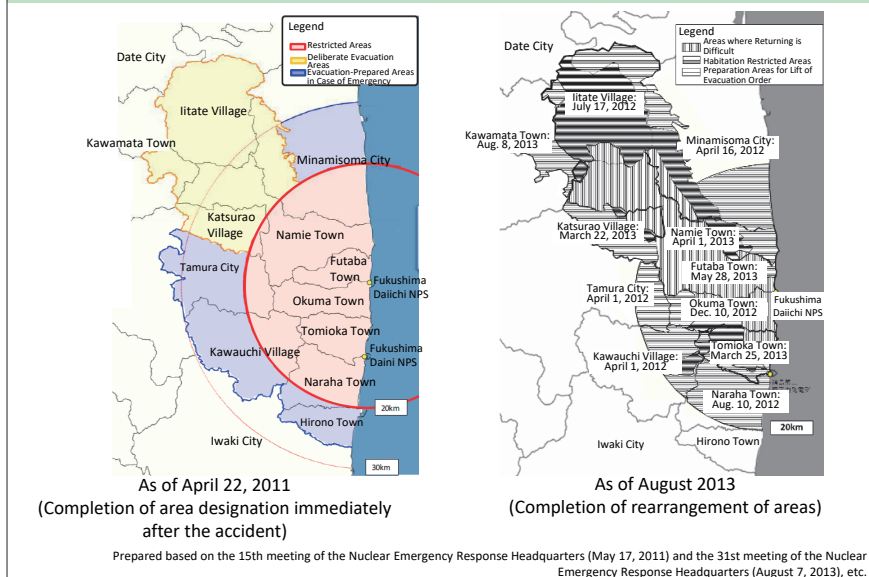 Legend
Restricted Areas
Deliberate Evacuation
Areas
Evacuation-Prepared Areas
in Case of Emergency
Date City
Iitate Village
Kawamata Town
Minamisoma City
Katsurao
Village
Namie Town
Tamura City
Futaba
Town
Fukushima
Daiichi NPS
Okuma Town
Tomioka Town
Kawauchi Village
Fukushima
Daini NPS
Naraha Town
20km
Hirono Town
Iwaki City
30km
As of April 22, 2011
(Completion of area designation immediately
after the accident)
Legend
Areas where Returning is
Difficult
Habitation Restricted Areas
Preparation Areas for Lift of
Evacuation Order
Date City
Iitate Village:
July 17, 2012
Kawamata Town:
Aug. 8, 2013
Minamisoma City:
April 16, 2012
Katsurao Village:
March 22, 2013
Namie Town:
April 1, 2013
Futaba Town:
May 28, 2013
Tamura City:
April 1, 2012
Okuma Town:
Dec. 10, 2012
Fukushima
Daiichi NPS
Tomioka Town:
March 25, 2013
Kawauchi Village:
April 1, 2012
Naraha Town:
Aug. 10, 2012
20km
Iwaki City
Hirono Town
As of August 2013
(Completion of rearrangement of areas)
Prepared based on the 15th meeting of the Nuclear Emergency Response Headquarters (May 17, 2011) and the 31st meeting of the Nuclear
Emergency Response Headquarters (August 7, 2013), etc.